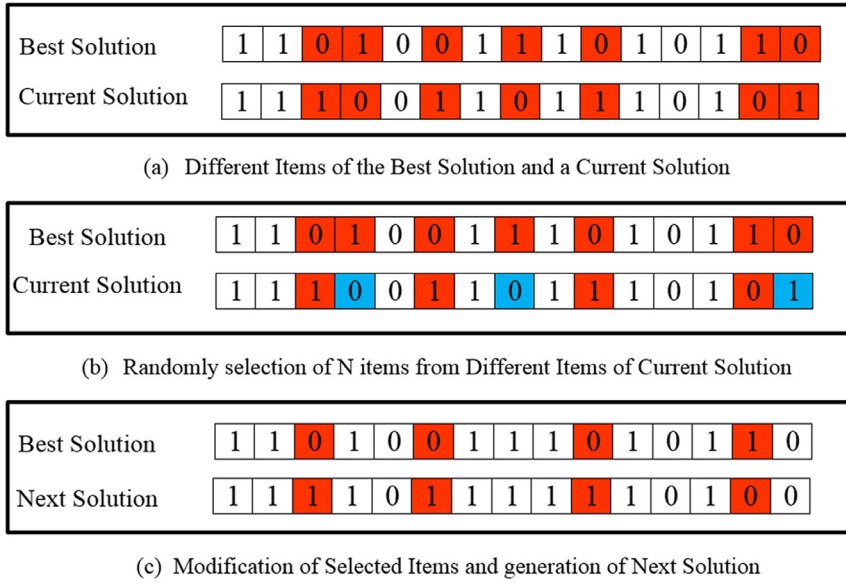 Best Solution 1 1 0 1 0 0 1 1 1 0 1 0 1 1 0
Current Solution 1 1 1 0 0 1 1 0 1 1 1 0 1 0 1
(a) Different Items of the Best Solution and a Current Solution
Best Solution 1 1 0 1 0 0 1 1 1 0 1 0 1 1 0
Current Solution 1 1 1 0 0 1 1 0 1 1 1 0 1 0 1
(b) Randomly selection of N items from Different Items of Current Solution
Best Solution 1 1 0 1 0 0 1 1 1 0 1 0 1 1 0
Next Solution 1 1 1 1 0 1 1 1 1 1 1 0 1 0 0
(c) Modification of Selected Items and generation of Next Solution